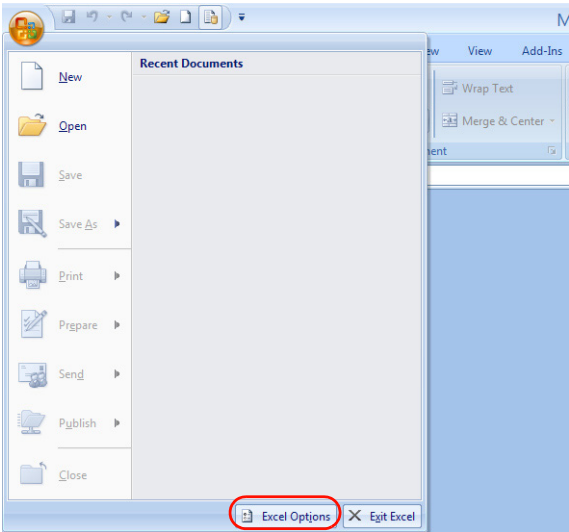 M
ew View Add-Ins
Recent Documents
New
Open
Save
Save As
Print
Prepare
Send
Publish
Close
Wrap Text
Merge & Center
nent
Excel Options
Exit Excel